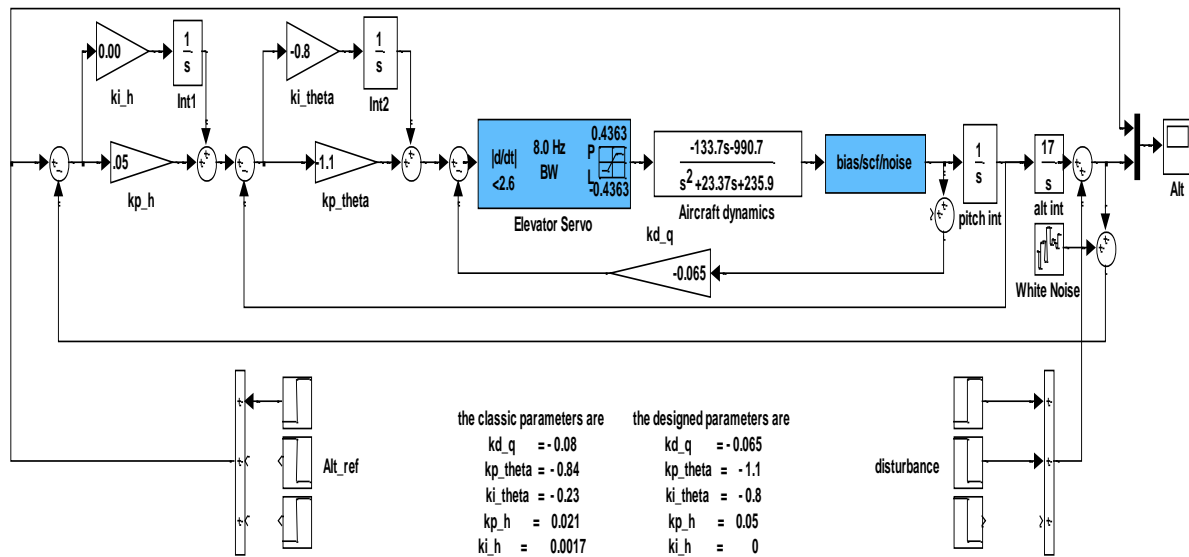 0.00
ki_h
1
s
Int1
-0.8
ki_theta
1
s
Int2
.05
kp_h
-1.1
kp_theta
|d/dt|
<2.6
8.0 Hz
BW
0.4363
P
L
-0.4363
Elevator Servo
-133.7s-990.7
s2+23.37s+235.9
Aircraft dynamics
bias/scf/noise
1
s
pitch int
17
s
alt int
Alt
kd_q
-0.065
White Noise
Alt_ref
disturbance
the classic parameters are
kd_q = - 0.08
kp_theta = - 0.84
ki_theta = - 0.23
kp_h = 0.021
ki_h = 0.0017
the designed parameters are
kd_q = - 0.065
kp_theta = - 1.1
ki_theta = - 0.8
kp_h = 0.05
ki_h = 0